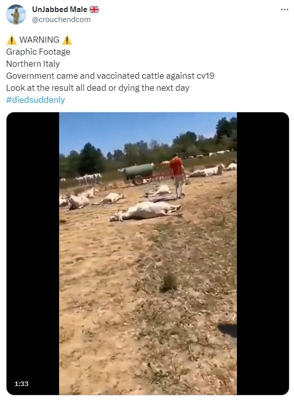 UnJabbed Male 🇬🇧
@crouchendcom
⚠️ WARNING ⚠️
Graphic Footage
Northern Italy
Government came and vaccinated cattle against cv19
Look at the result all dead or dying the next day
#diedsuddenly
1:33